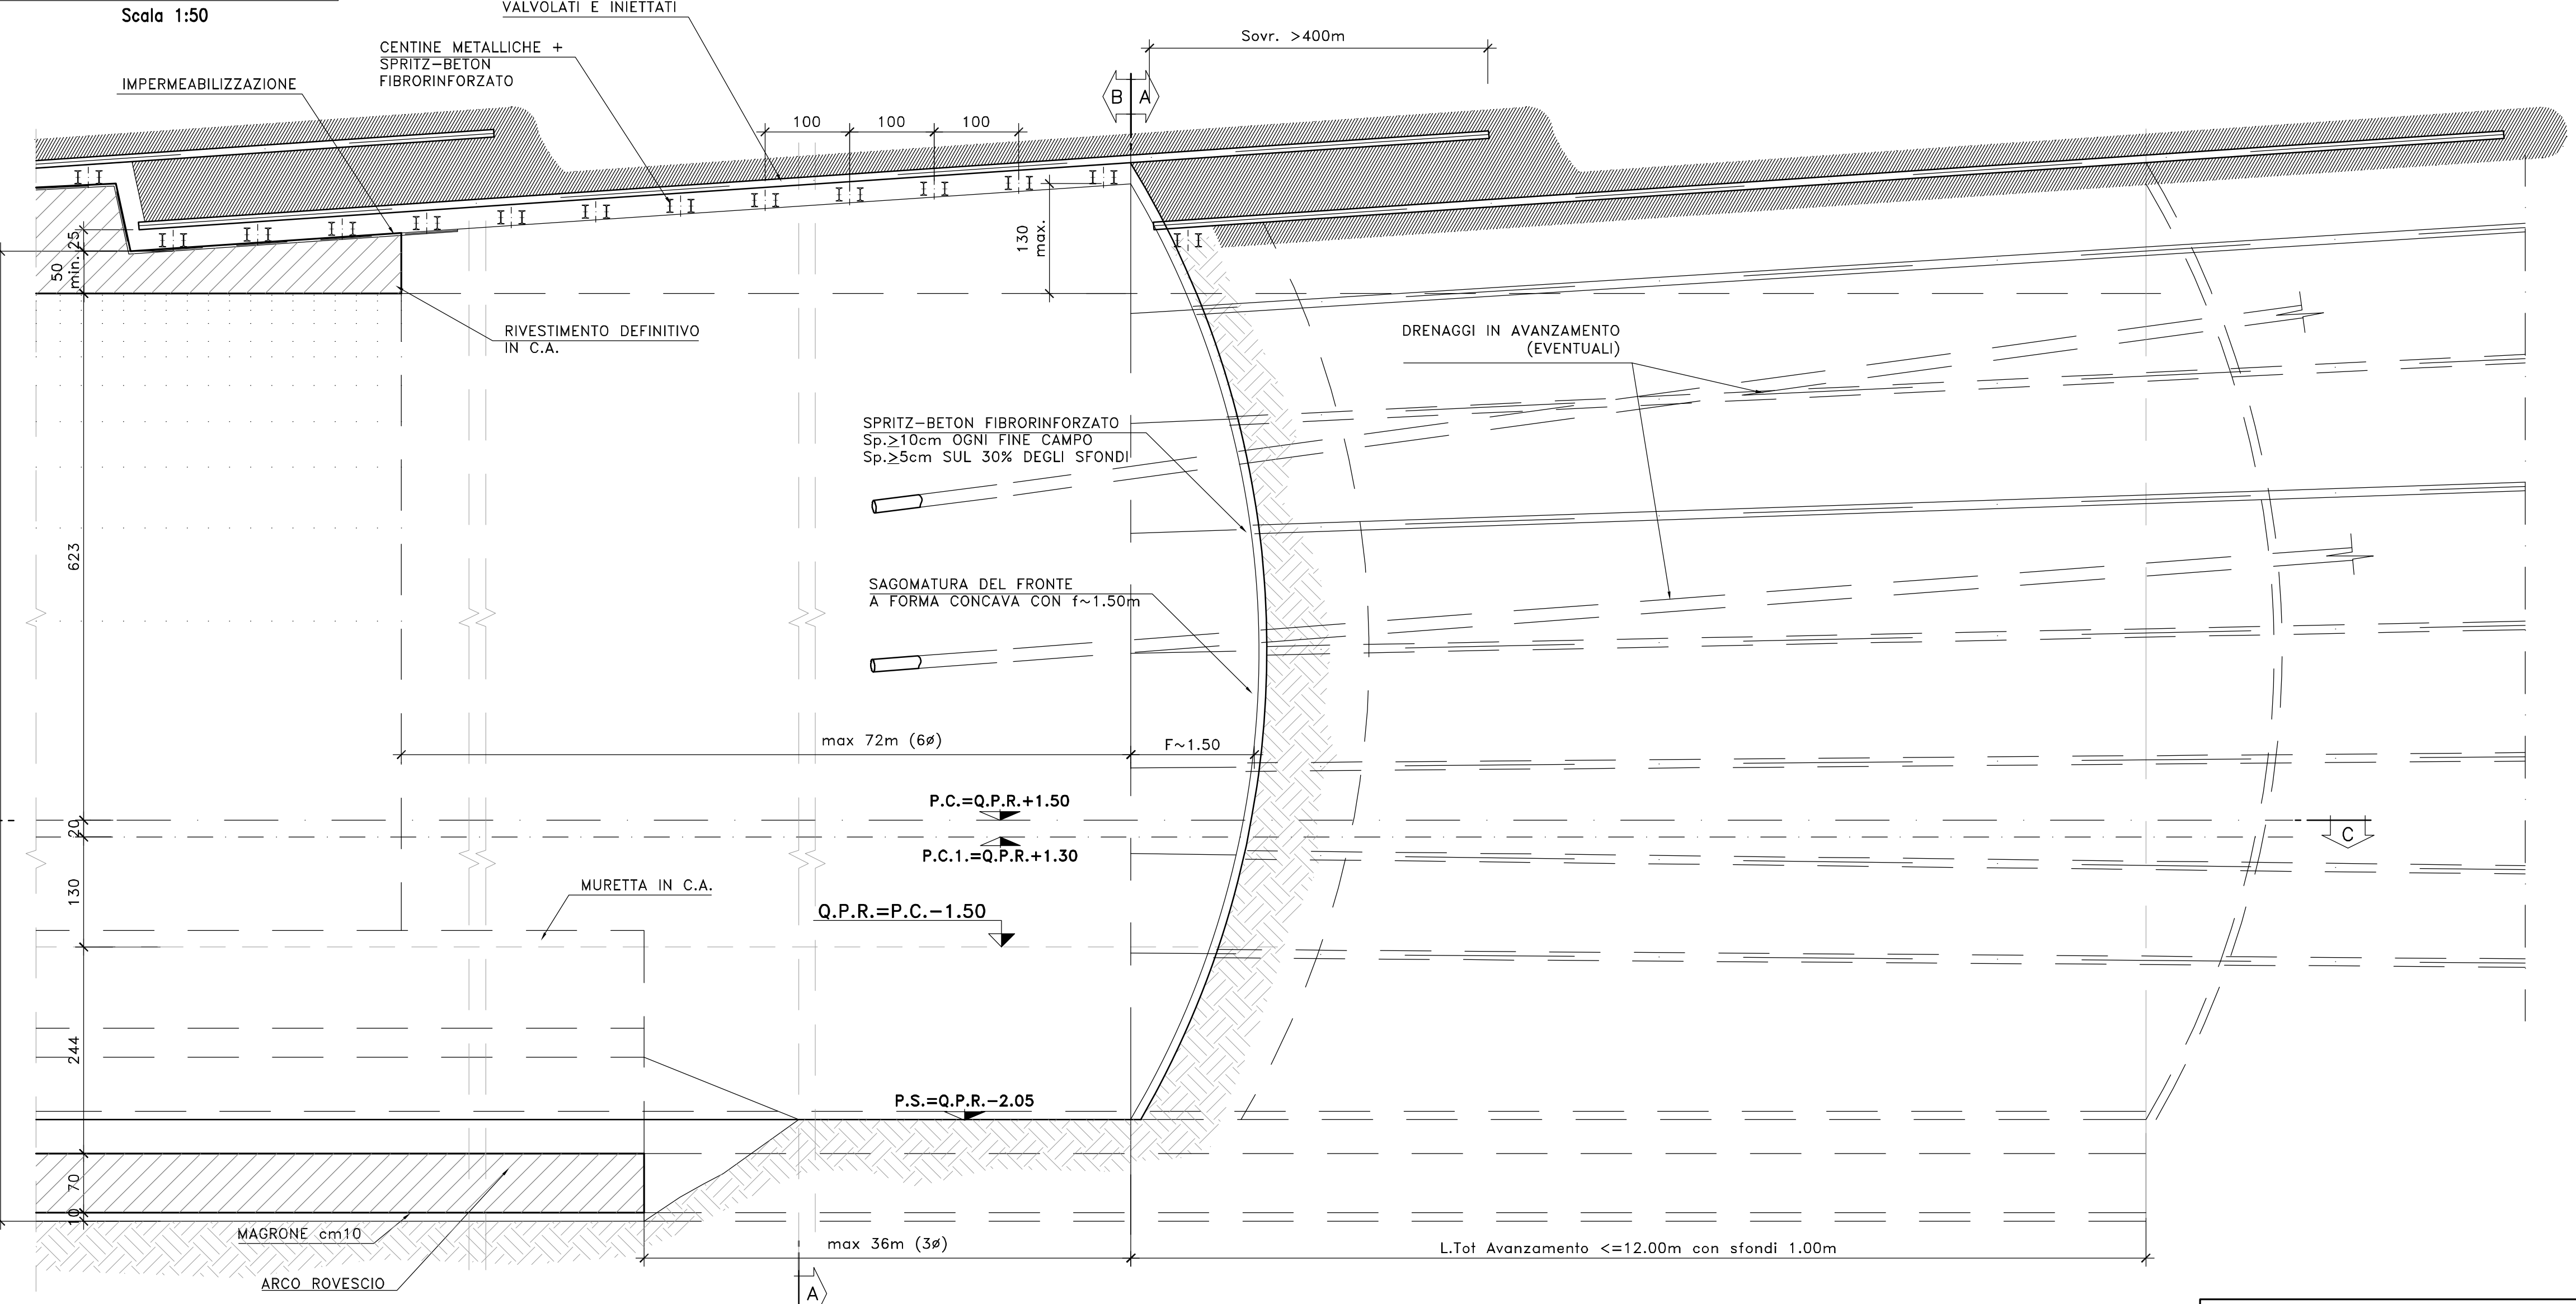 Scala 1:50
VALVOLATI E INIETTATI
CENTINE METALLICHE +
SPRITZ-BETON
FIBRORINFORZATO
IMPERMEABILIZZAZIONE
Sovr. >400m
B
A
100
100
100
25
50
min.
130
max.
RIVESTIMENTO DEFINITIVO
IN C.A.
DRENAGGI IN AVANZAMENTO
(EVENTUALI)
SPRITZ-BETON FIBRORINFORZATO
Sp.≥10cm OGNI FINE CAMPO
Sp.≥5cm SUL 30% DEGLI SFONDI
623
SAGOMATURA DEL FRONTE
A FORMA CONCAVA CON f~1.50m
max 72m (6ø)
F~1.50
P.C.=Q.P.R.+1.50
20
P.C.1.=Q.P.R.+1.30
C
130
MURETTA IN C.A.
Q.P.R.=P.C.-1.50
244
P.S.=Q.P.R.-2.05
70
10
MAGRONE cm10
max 36m (3ø)
L.Tot Avanzamento <=12.00m con sfondi 1.00m
ARCO ROVESCIO
A